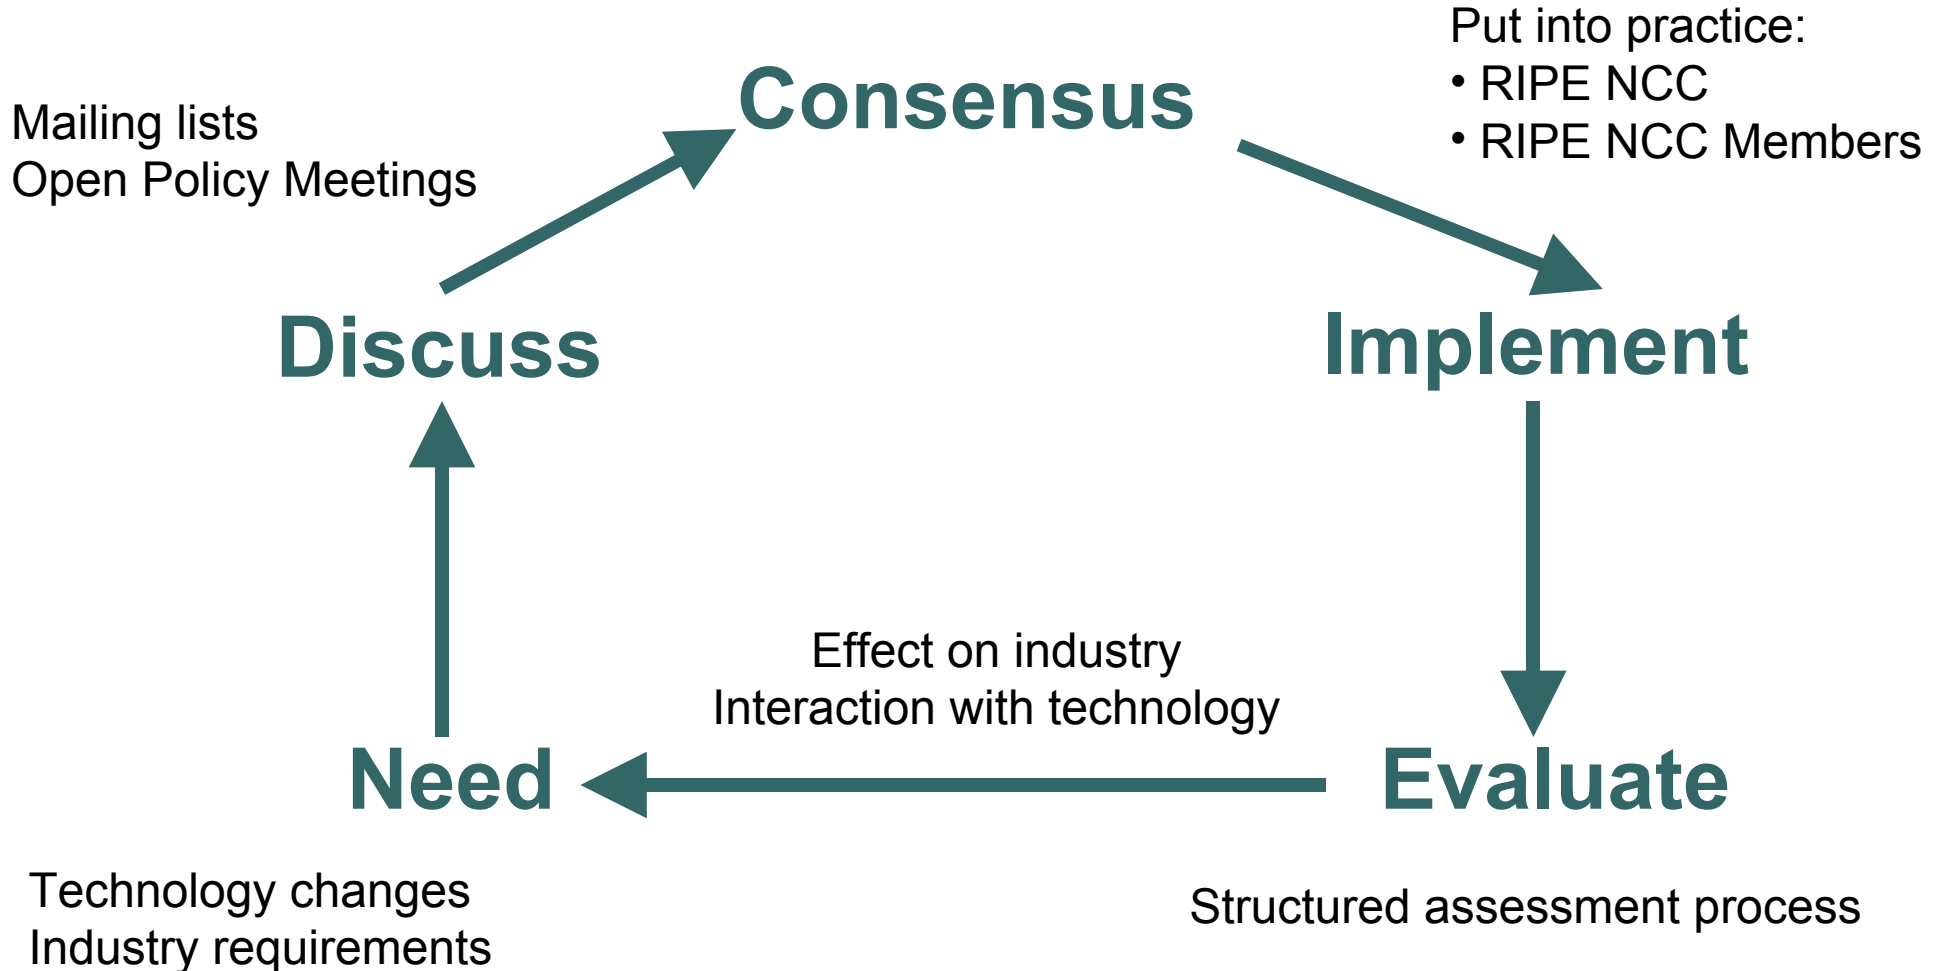 Put into practice:
• RIPE NCC
• RIPE NCC Members
Consensus
Mailing lists
Open Policy Meetings
Discuss
Implement
Effect on industry
Interaction with technology
Need
Evaluate
Technology changes
Industry requirements
Structured assessment process